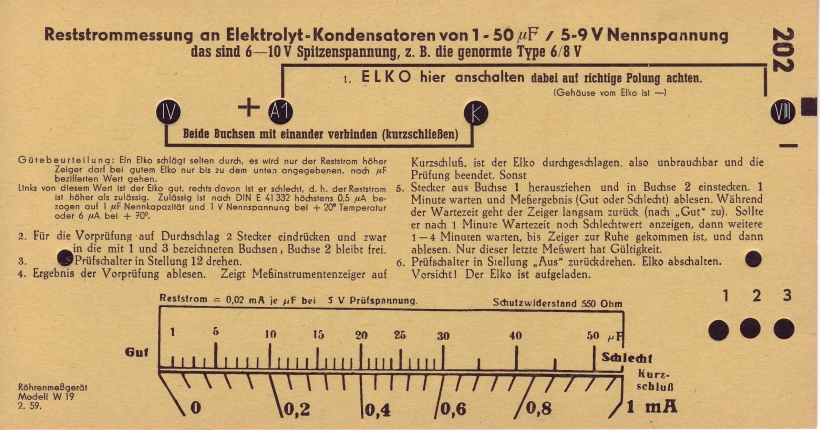 Reststrommessung an Elektrolyt-Kondensatoren von 1 - 50 µF / 5-9 V Nennspannung
das sind 6—10 V Spitzenspannung, z. B. die genormte Type 6/8 V
202
1. ELKO hier anschalten dabei auf richtige Polung achten.
(Gehäuse vom Elko ist —)
IV + A1 K VIII
Beide Buchsen mit einander verbinden (kurzschließen)
—
Gütebeurteilung: Ein Elko schlägt selten durch, es wird nur der Reststrom höher
Zeiger darf bei gutem Elko nur bis zu dem unten angegebenen, nach µF
bezifferten Wert gehen.
Links von diesem Wert ist der Elko gut, rechts davon ist er schlecht, d. h. der Reststrom
ist höher als zulässig. Zulässig ist nach DIN E 41332 höchstens 0,5 µA be-
zogen auf 1 µF Nennkapazität und 1 V Nennspannung bei + 20° Temperatur
oder 6 µA bei + 70°.
2. Für die Vorprüfung auf Durchschlag 2 Stecker eindrücken und zwar
in die mit 1 und 3 bezeichneten Buchsen, Buchse 2 bleibt frei.
3. Prüfschalter in Stellung 12 drehen.
4. Ergebnis der Vorprüfung ablesen. Zeigt Meßinstrumentenzeiger auf
Kurzschluß, ist der Elko durchgeschlagen, also unbrauchbar und die
Prüfung beendet. Sonst
5. Stecker aus Buchse 1 herausziehen und in Buchse 2 einstecken. 1
Minute warten und Meßergebnis (Gut oder Schlecht) ablesen. Während
der Wartezeit geht der Zeiger langsam zurück (nach „Gut" zu). Sollte
er nach 1 Minute Wartezeit noch Schlechtwert anzeigen, dann weitere
1—4 Minuten warten, bis Zeiger zur Ruhe gekommen ist, und dann
ablesen. Nur dieser letzte Meßwert hat Gültigkeit.
6. Prüfschalter in Stellung „Aus" zurückdrehen. Elko abschalten.
Vorsicht! Der Elko ist aufgeladen.
1 2 3
Reststrom = 0,02 mA je µF bei 5 V Prüfspannung. Schutzwiderstand 550 Ohm
1 5 10 15 20 25 30 40 50 µF
Gut Schlecht
Kurz-
schluß
0 0,2 0,4 0,6 0,8 1 mA
Röhrenmeßgerät
Modell W 19
2. 59.